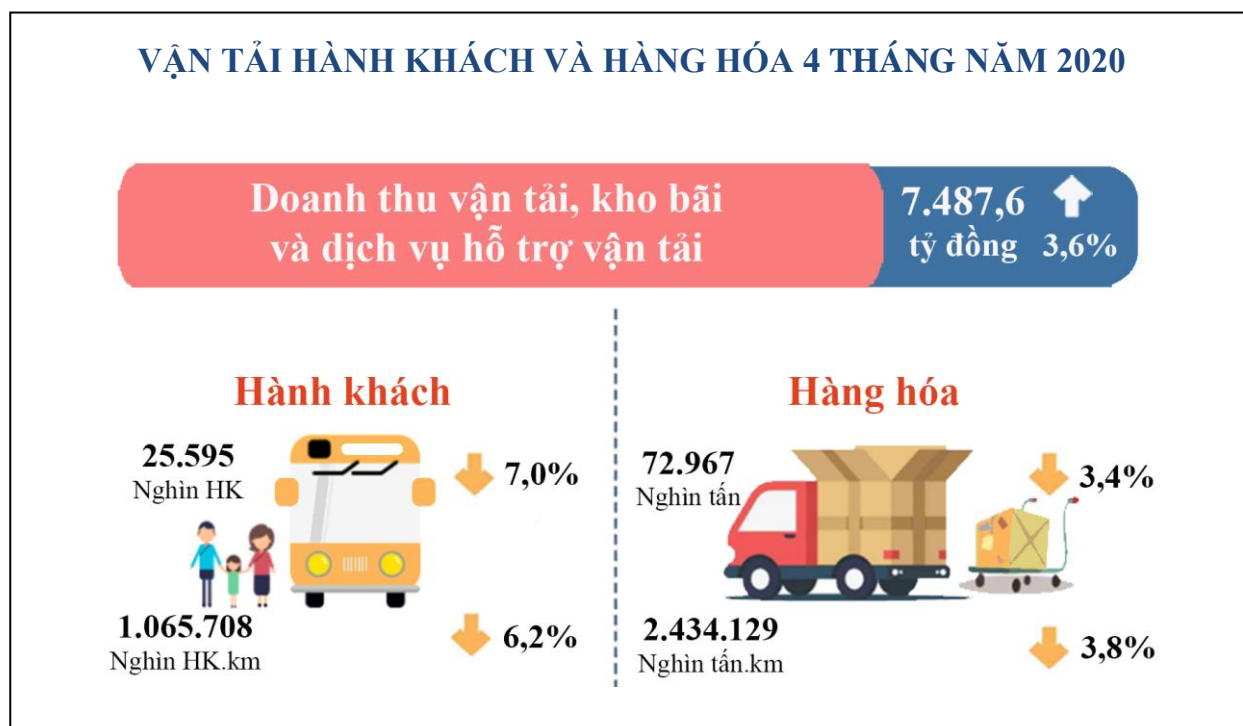 VẬN TẢI HÀNH KHÁCH VÀ HÀNG HÓA 4 THÁNG NĂM 2020
Doanh thu vận tải, kho bãi
và dịch vụ hỗ trợ vận tải
7.487,6
tỷ đồng 3,6%
Hành khách
25.595
Nghìn HK
7,0%
1.065.708
Nghìn HK.km
6,2%
Hàng hóa
72.967
Nghìn tấn
3,4%
2.434.129
Nghìn tấn.km
3,8%